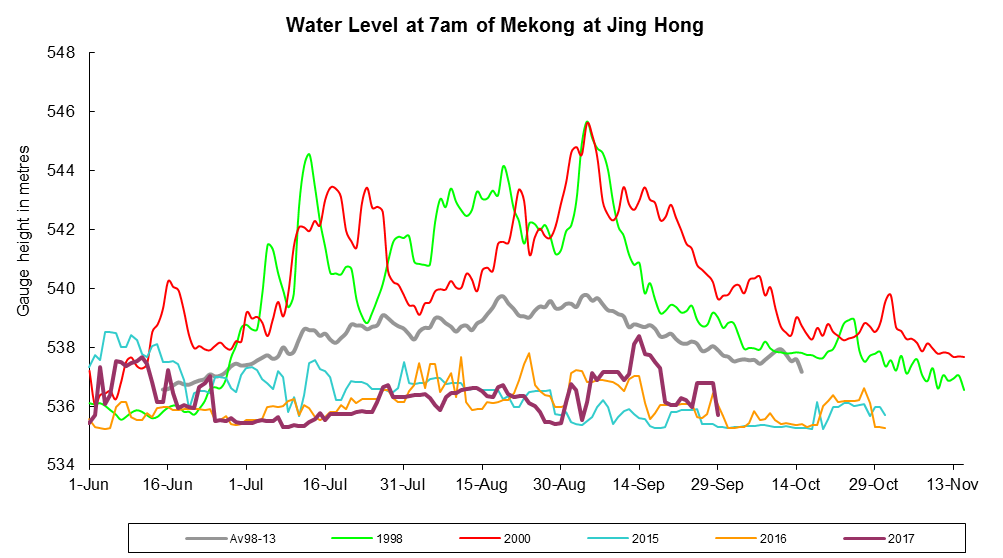 Water Level at 7am of Mekong at Jing Hong
Gauge height in metres
548
546
544
542
540
538
536
534
1-Jun 16-Jun 1-Jul 16-Jul 31-Jul 15-Aug 30-Aug 14-Sep 29-Sep 14-Oct 29-Oct 13-Nov
Av98-13 1998 2000 2015 2016 2017